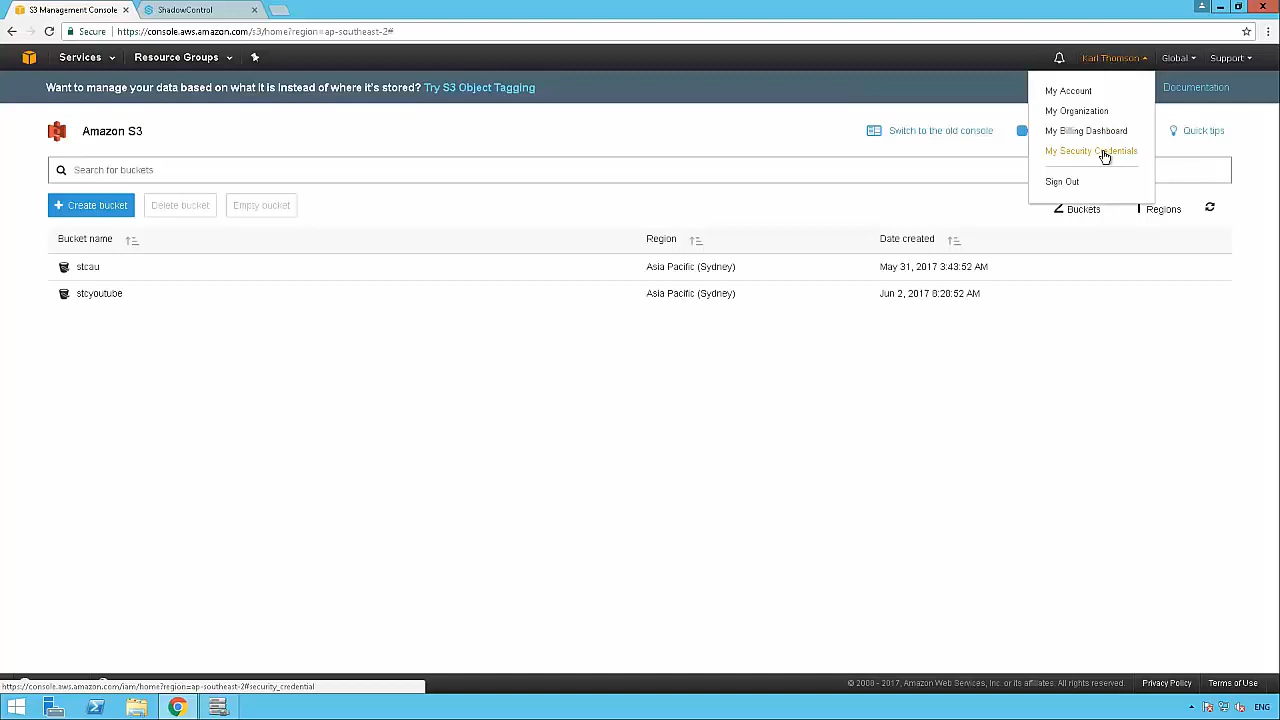 S3 Management Console
ShadowControl
Secure
https://console.aws.amazon.com/s3/home?region=ap-southeast-2#
Services
Resource Groups
Karl Thomson
Global
Support
Want to manage your data based on what it is instead of where it's stored? Try S3 Object Tagging
Documentation
My Account
My Organization
My Billing Dashboard
My Security Credentials
Sign Out
Amazon S3
Switch to the old console
Quick tips
Search for buckets
Create bucket
Delete bucket
Empty bucket
2 Buckets
1 Regions
Bucket name
Region
Date created
stcau
Asia Pacific (Sydney)
May 31, 2017 3:43:52 AM
stcyoutube
Asia Pacific (Sydney)
Jun 2, 2017 8:28:52 AM
https://console.aws.amazon.com/iam/home?region=ap-southeast-2#security_credential
© 2008 - 2017, Amazon Web Services, Inc. or its affiliates. All rights reserved.
Privacy Policy
Terms of Use
ENG